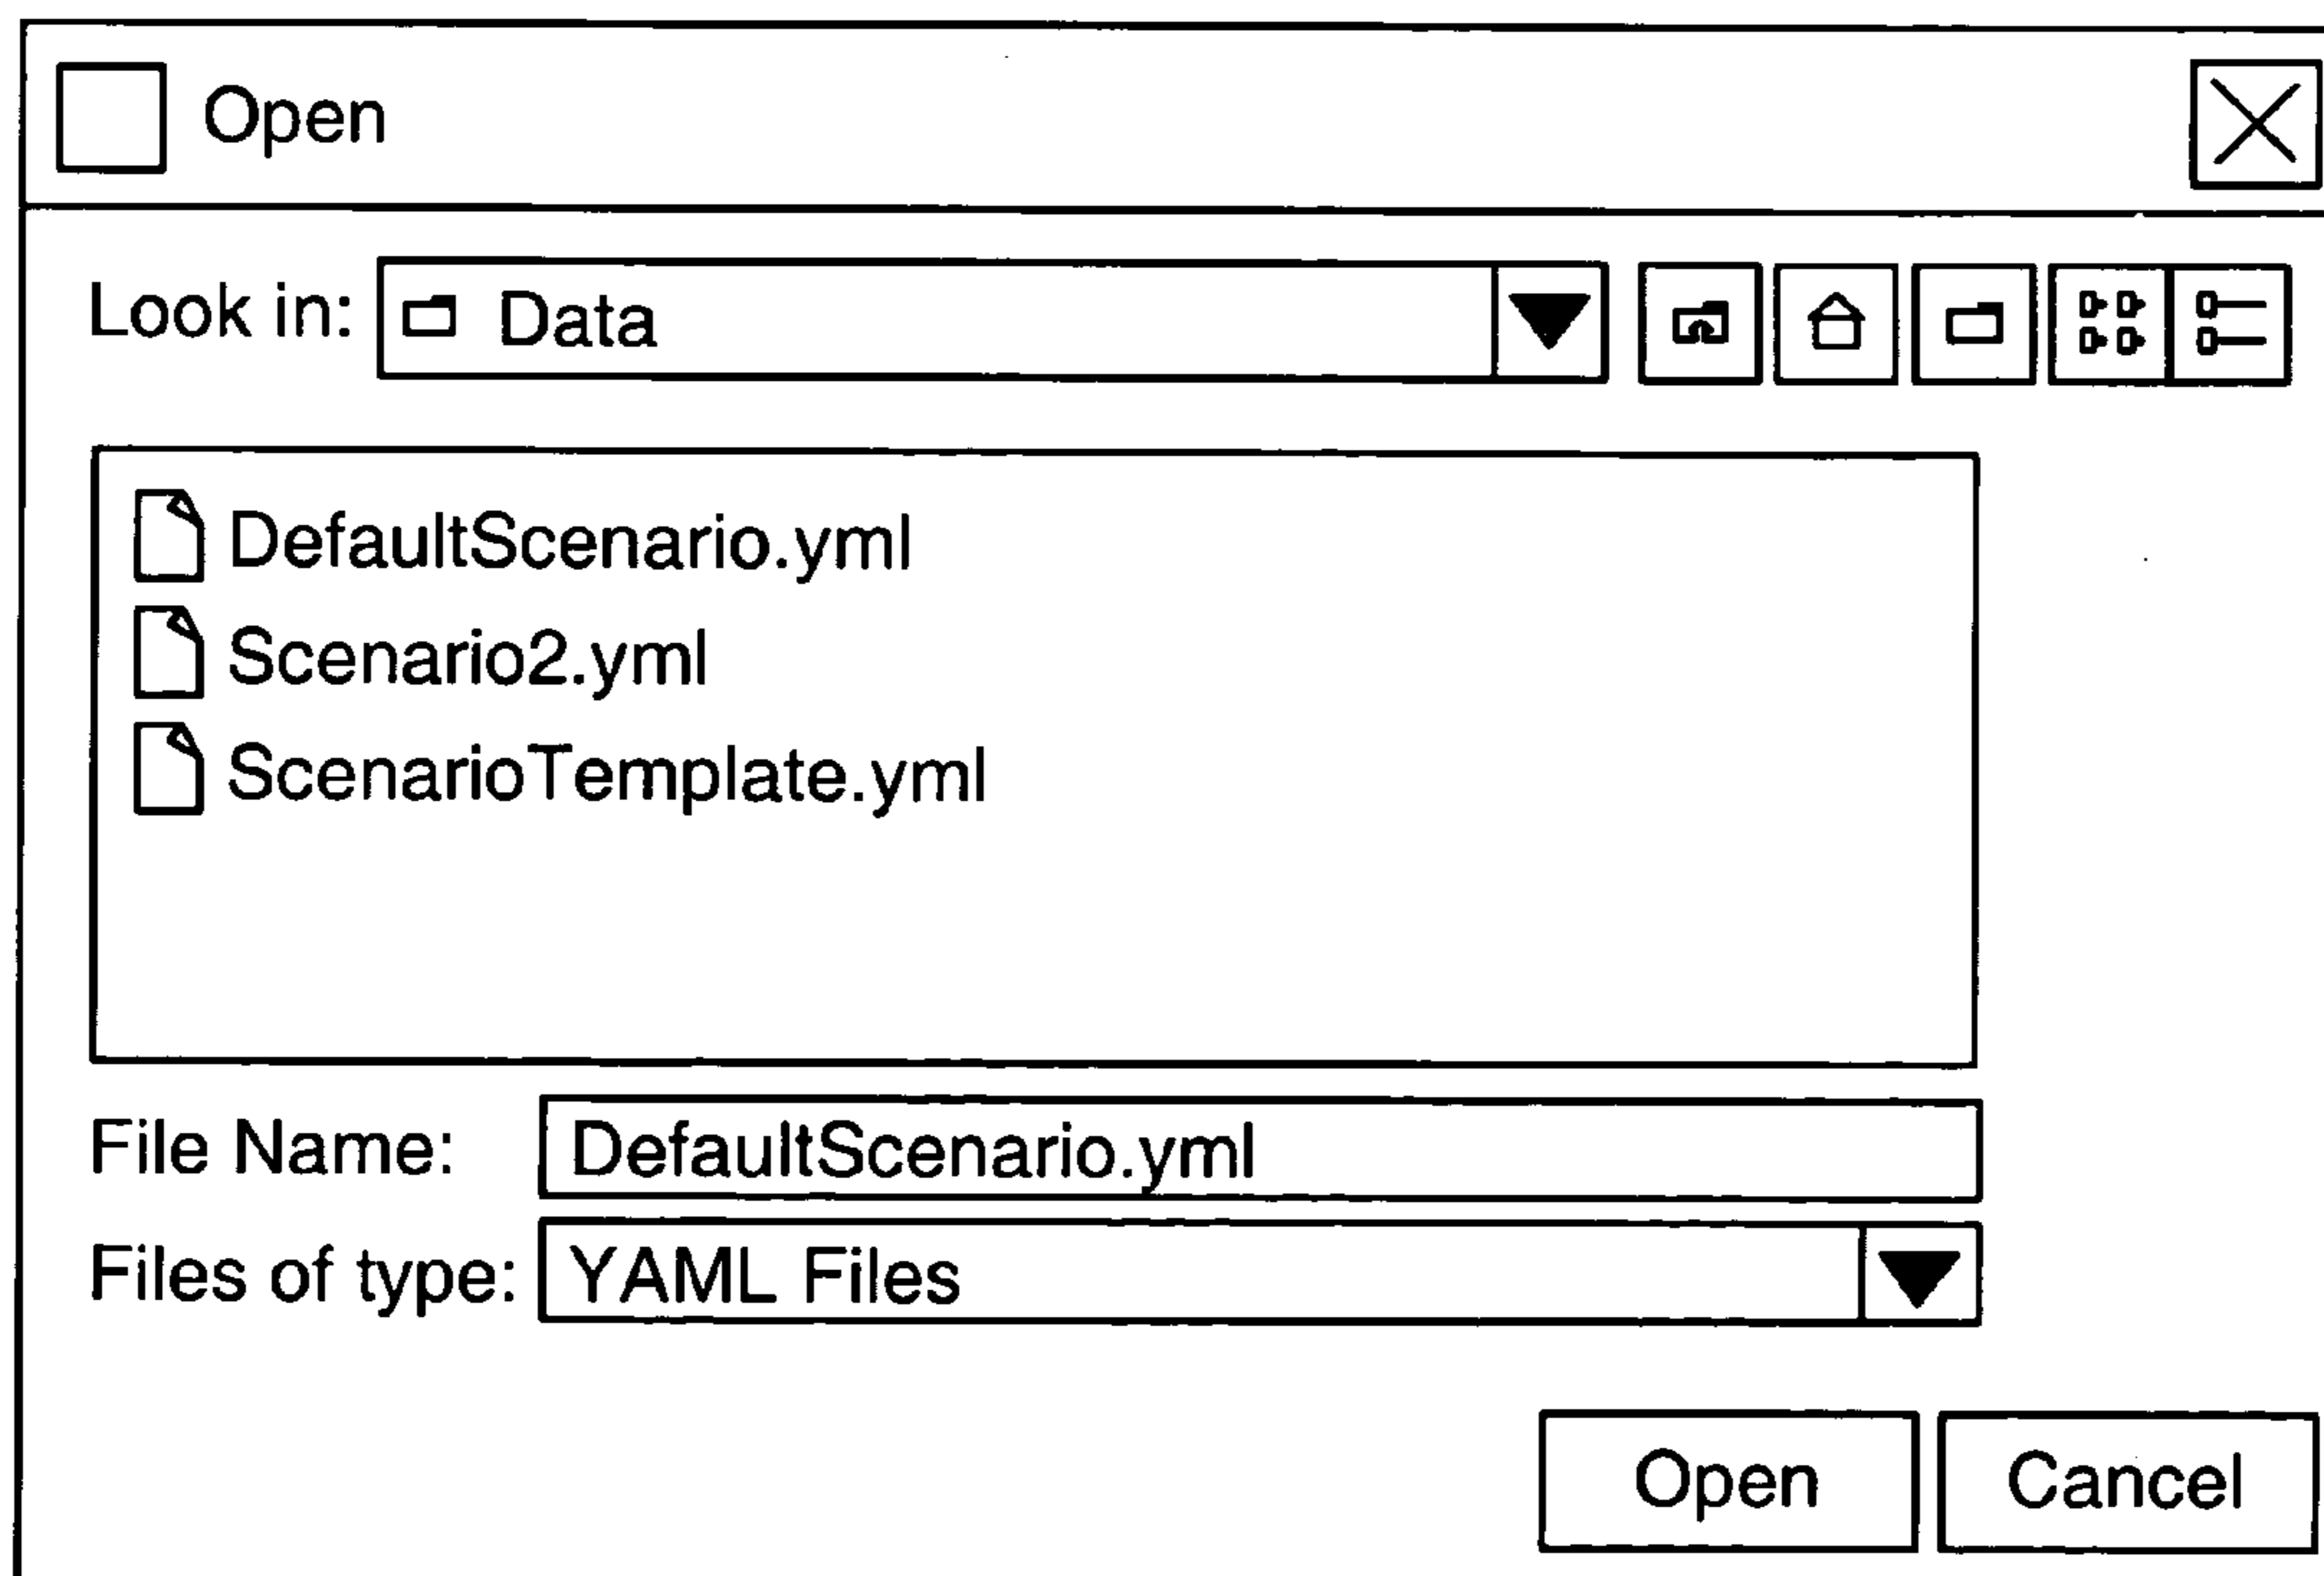 Open
Look in: Data
DefaultScenario.yml
Scenario2.yml
ScenarioTemplate.yml
File Name: DefaultScenario.yml
Files of type: YAML Files
Open Cancel